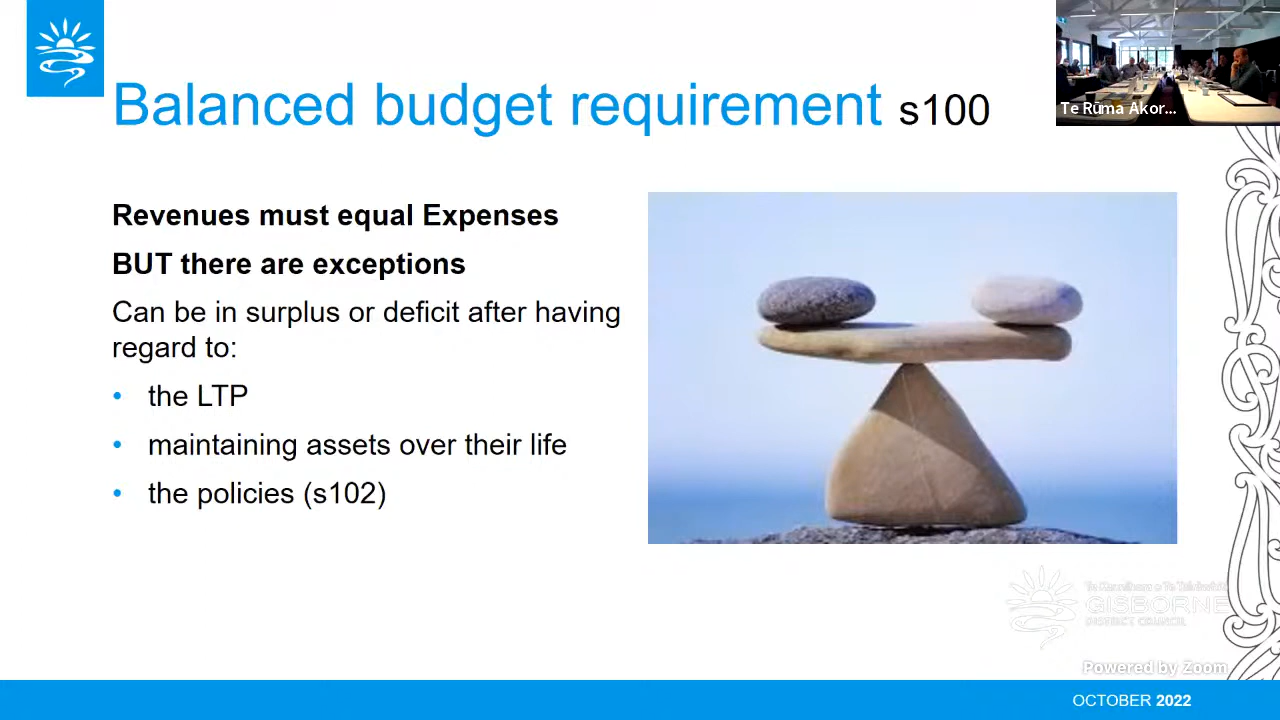 Balanced budget requirement s100
Te Rūma Akor...
Revenues must equal Expenses
BUT there are exceptions
Can be in surplus or deficit after having
regard to:
• the LTP
• maintaining assets over their life
• the policies (s102)
GISBORNE
DISTRICT COUNCIL
Powered by Zoom
OCTOBER 2022